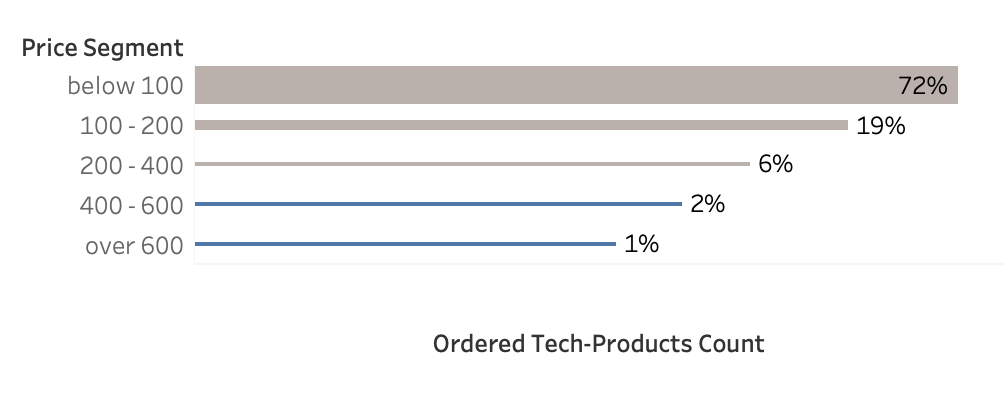 Price Segment
below 100 72%
100 - 200 19%
200 - 400 6%
400 - 600 2%
over 600 1%
Ordered Tech-Products Count